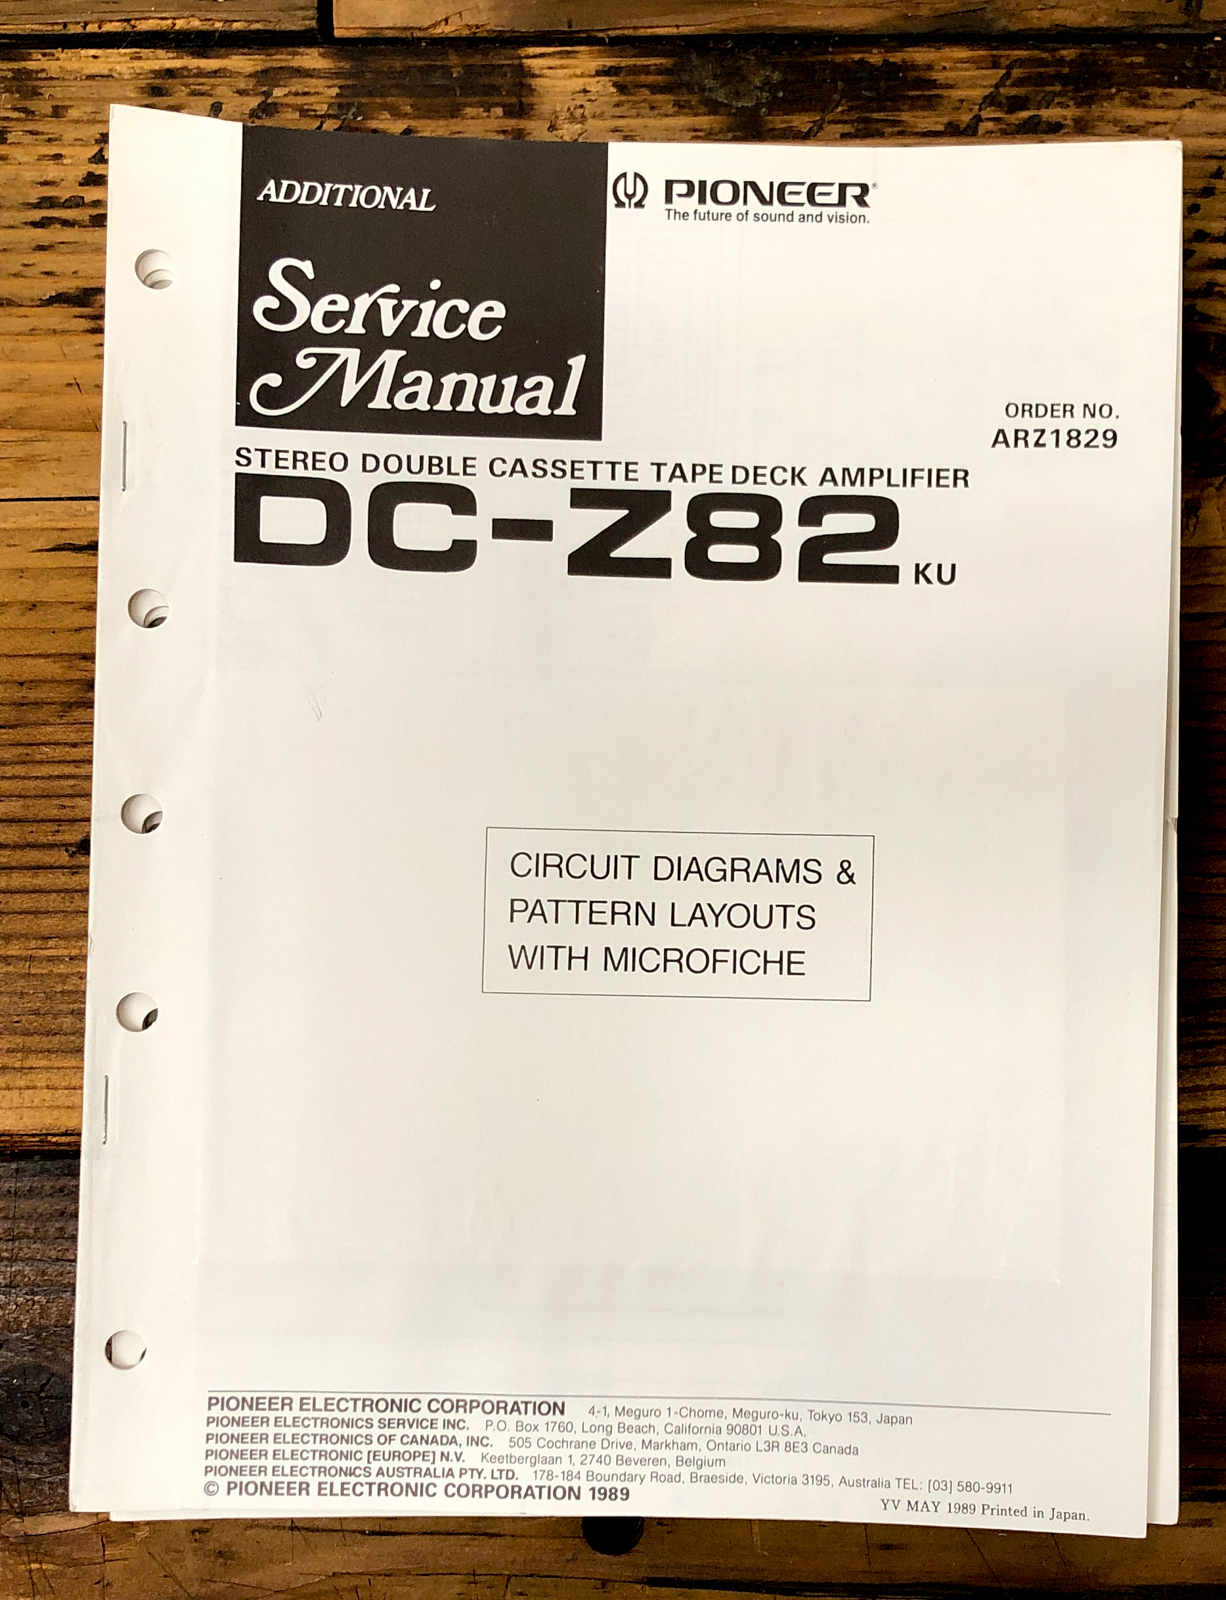 ADDITIONAL
Service
Manual
PIONEER®
The future of sound and vision.
ORDER NO.
ARZ1829
STEREO DOUBLE CASSETTE TAPE DECK AMPLIFIER
DC-Z82 KU
CIRCUIT DIAGRAMS &
PATTERN LAYOUTS
WITH MICROFICHE
PIONEER ELECTRONIC CORPORATION 4-1, Meguro 1-Chome, Meguro-ku, Tokyo 153, Japan
PIONEER ELECTRONICS SERVICE INC. P.O. Box 1760, Long Beach, California 90801 U.S.A.
PIONEER ELECTRONICS OF CANADA, INC. 505 Cochrane Drive, Markham, Ontario L3R 8E3 Canada
PIONEER ELECTRONIC [EUROPE] N.V. Keetberglaan 1, 2740 Beveren, Belgium
PIONEER ELECTRONICS AUSTRALIA PTY. LTD. 178-184 Boundary Road, Braeside, Victoria 3195, Australia TEL: [03] 580-9911
© PIONEER ELECTRONIC CORPORATION 1989
YV MAY 1989 Printed in Japan.